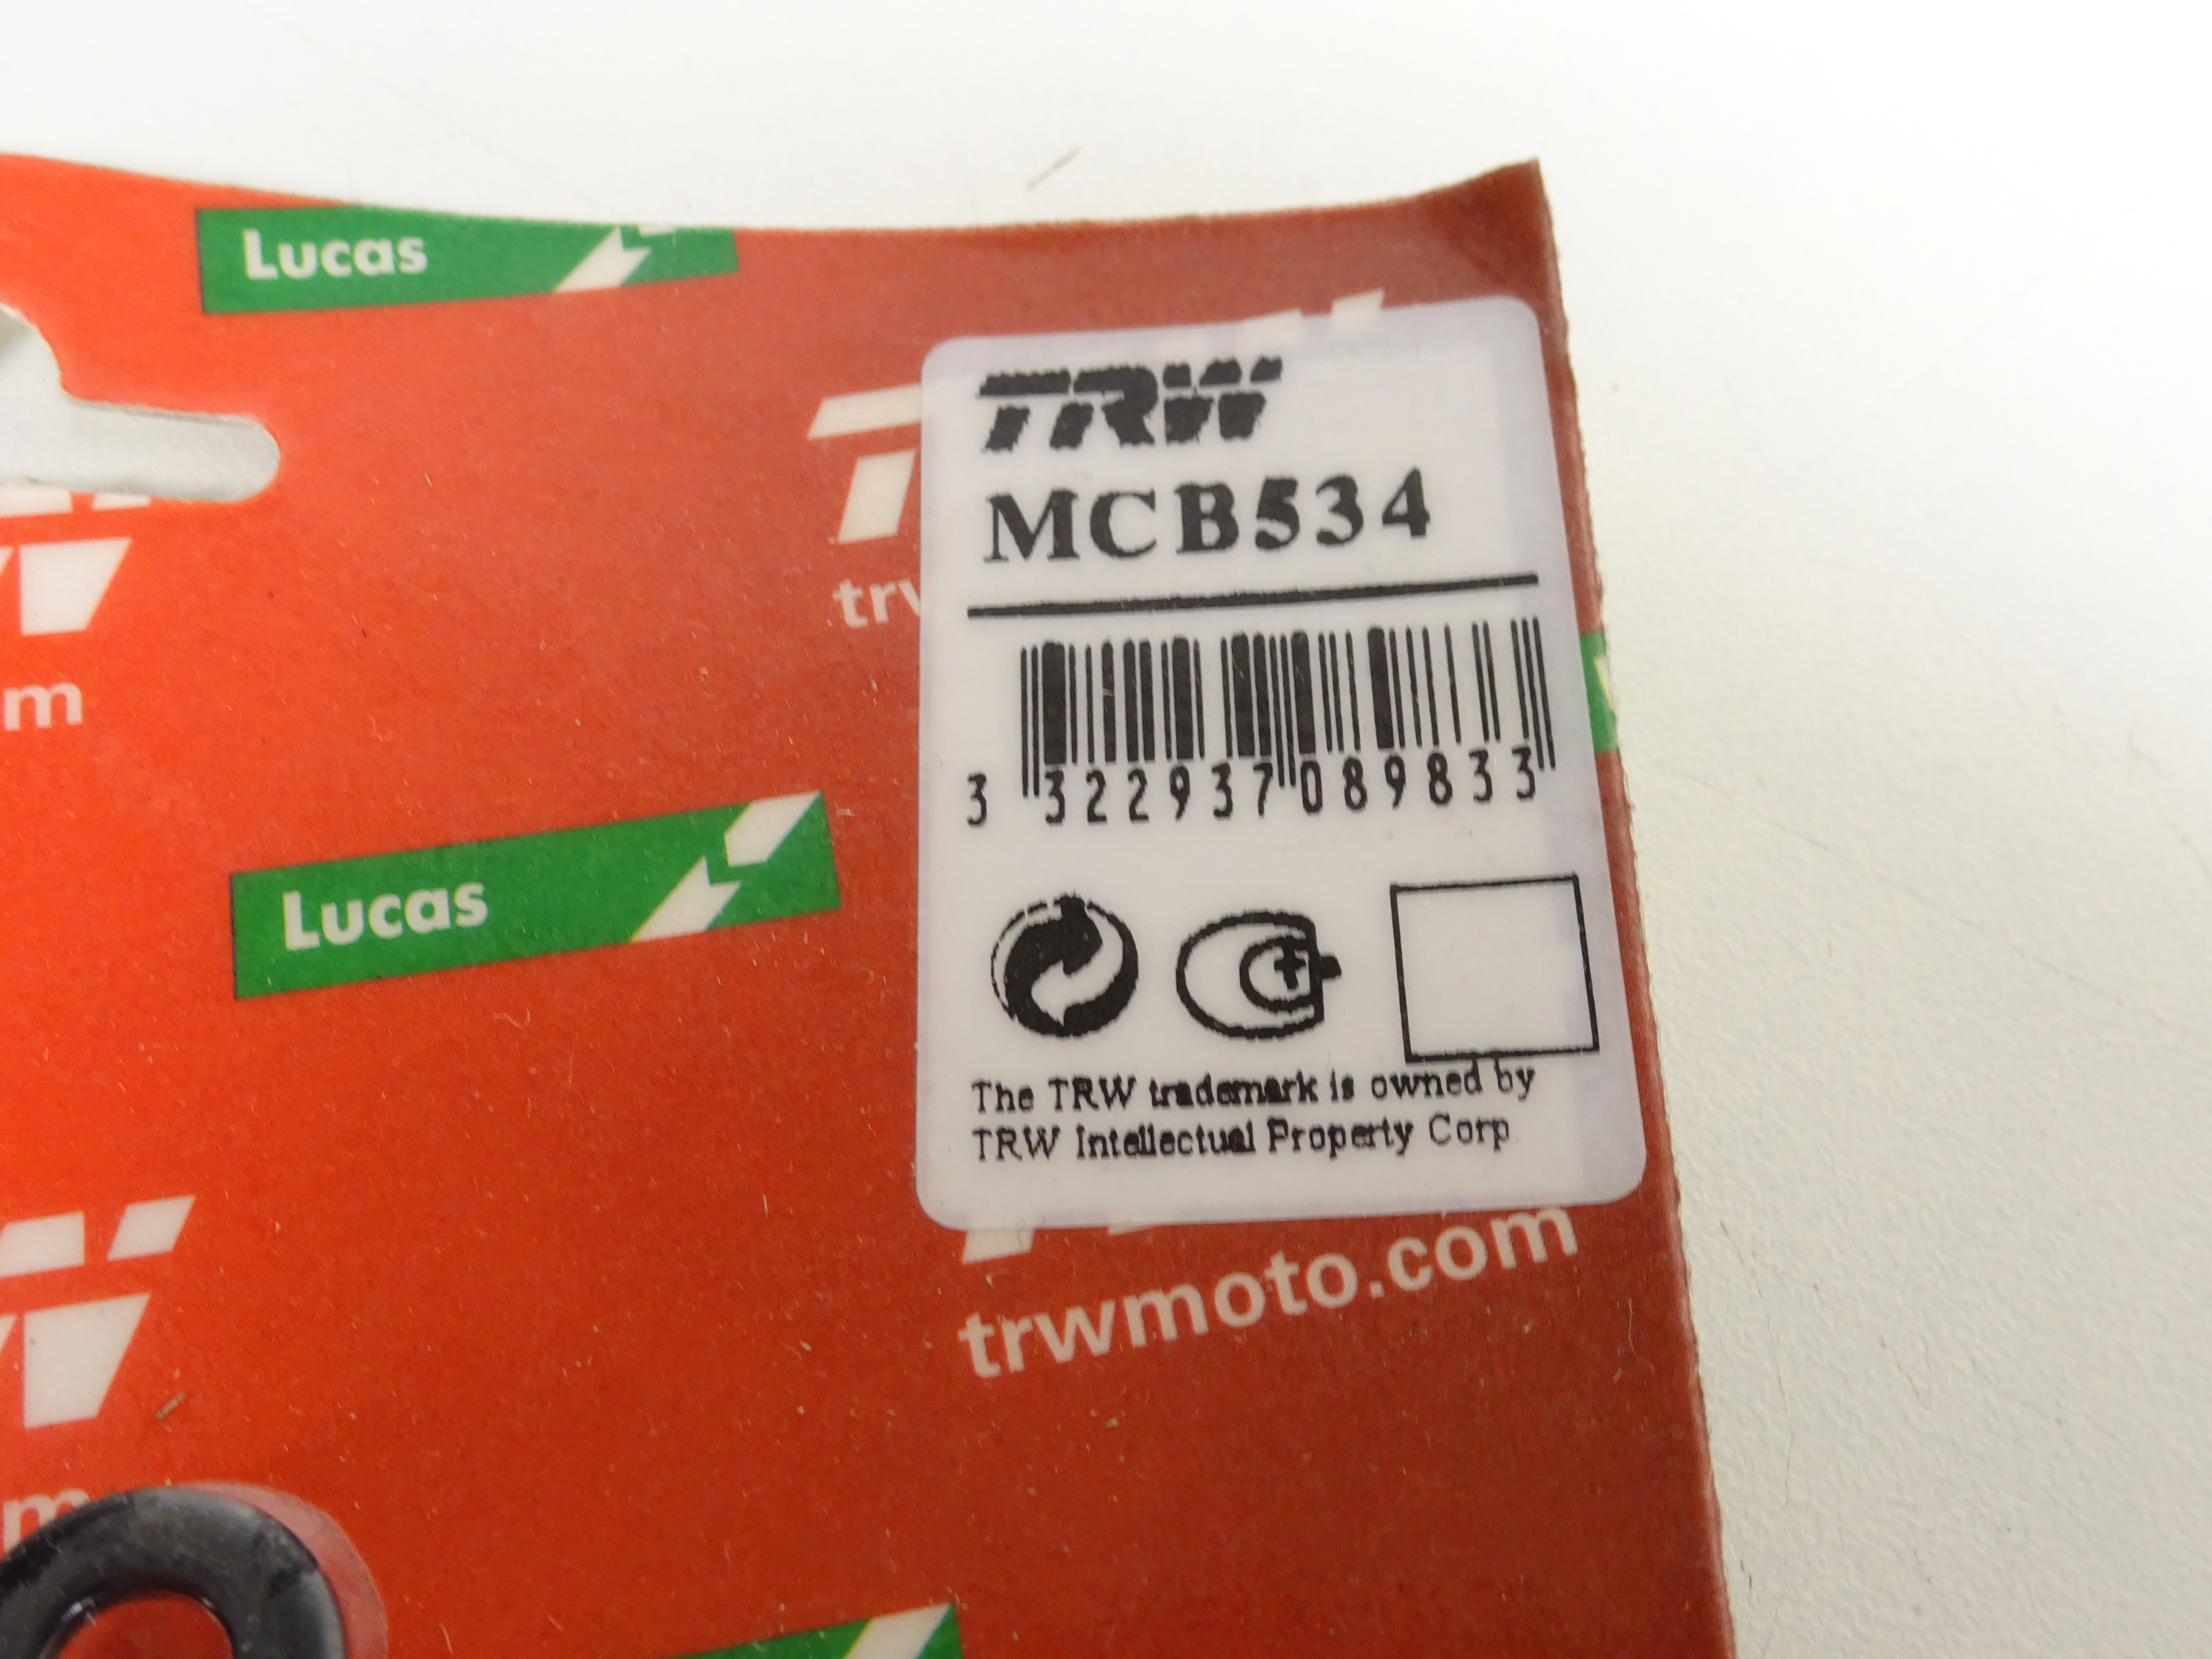 Lucas
TRW
MCB534
m
3 322937 089833
Lucas
The TRW trademark is owned by
TRW Intellectual Property Corp
trwmoto.com
m